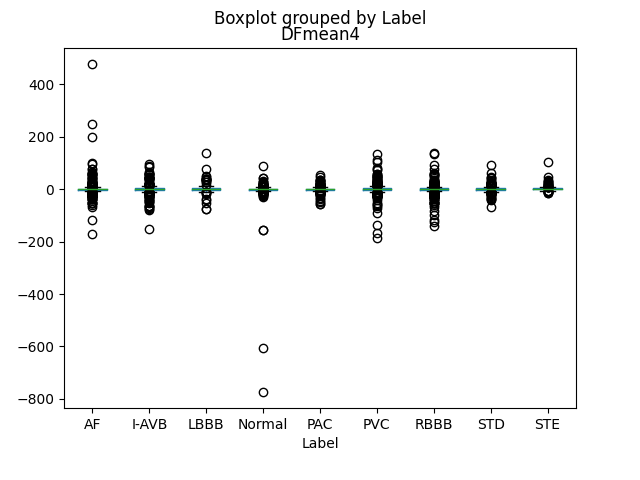 Boxplot grouped by Label
DFmean4
400
200
0
−200
−400
−600
−800
AF I-AVB LBBB Normal PAC PVC RBBB STD STE
Label